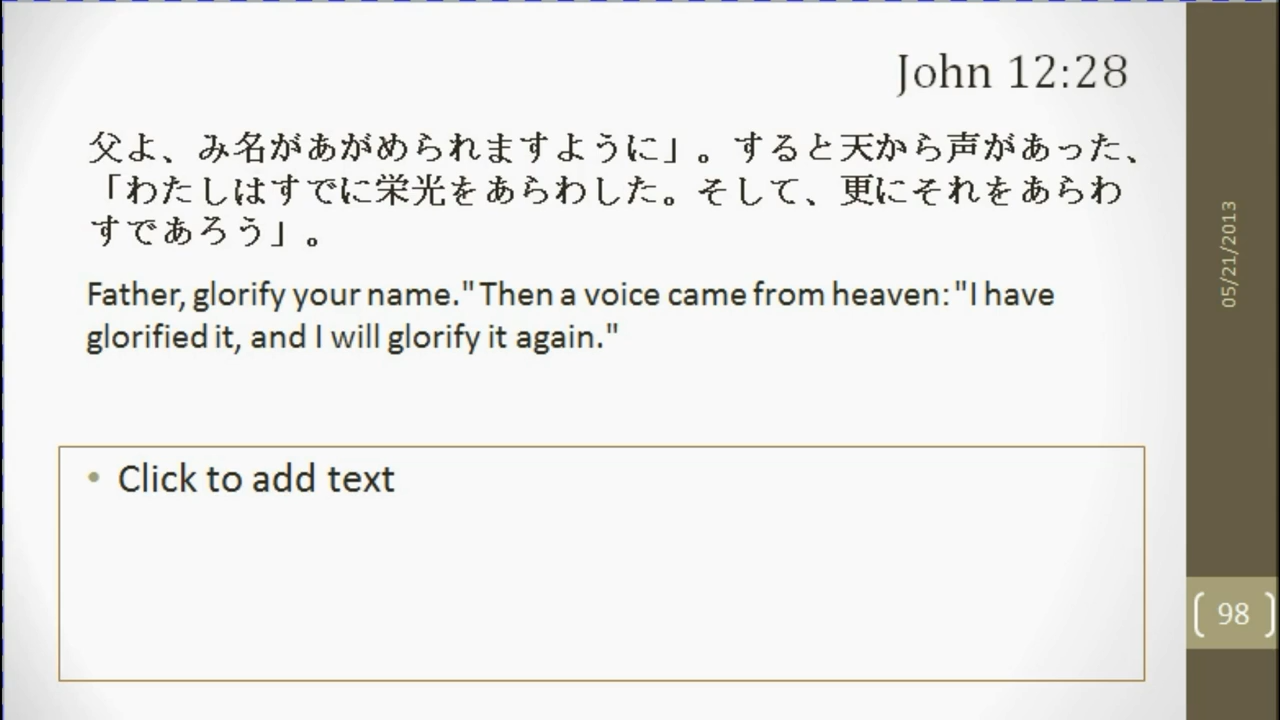 John 12:28
父よ、み名があがめられますように」。すると天から声があった、
「わたしはすでに栄光をあらわした。そして、更にそれをあらわ
すであろう」。
Father, glorify your name." Then a voice came from heaven: "I have
glorified it, and I will glorify it again."
• Click to add text
05/21/2013
98